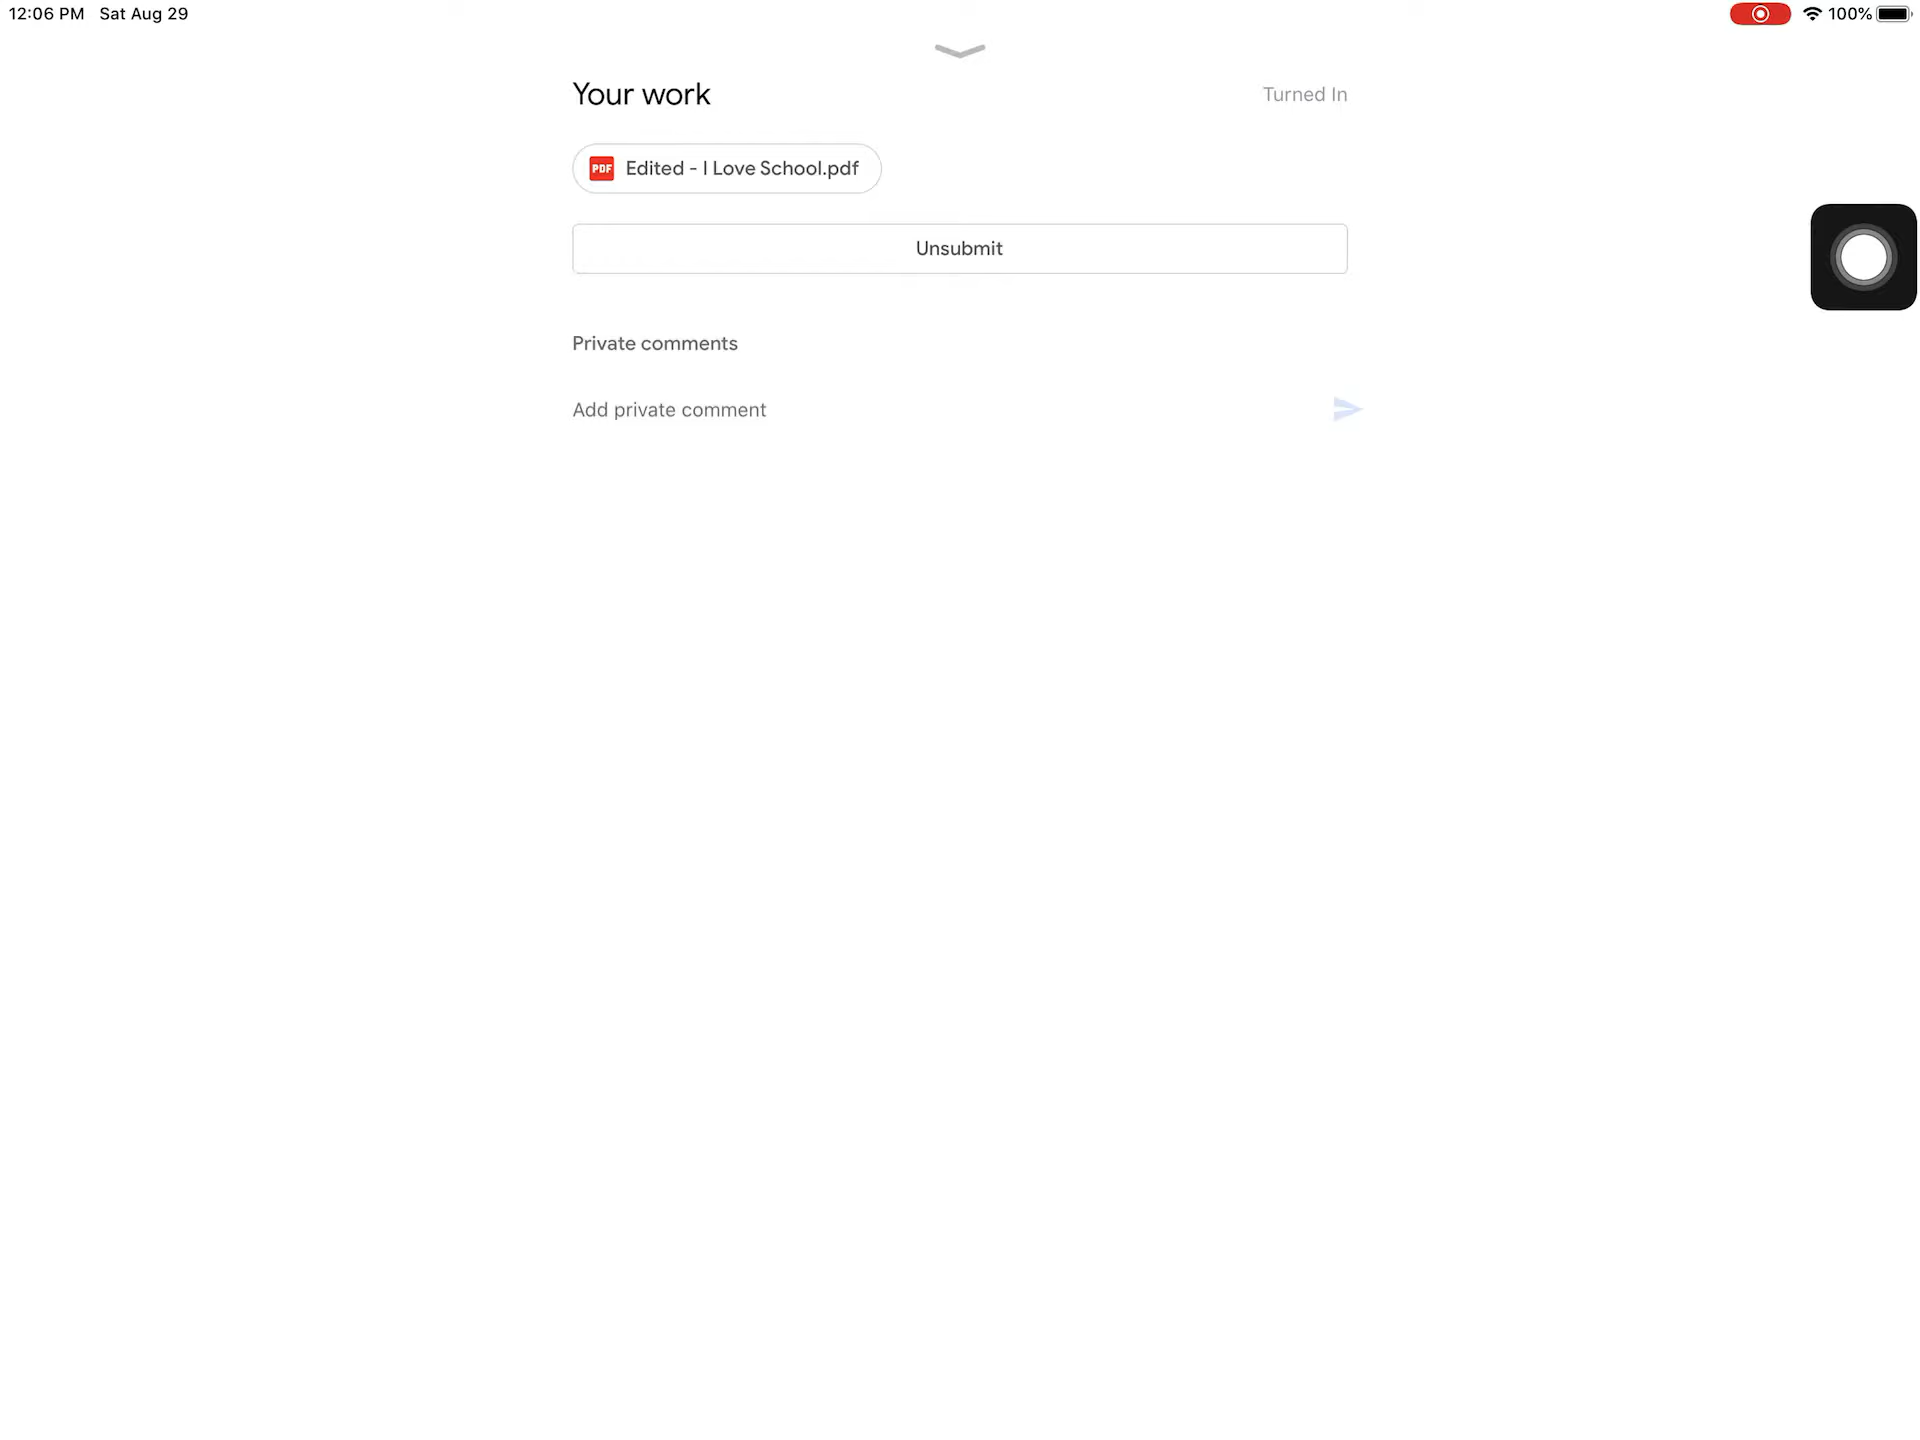 12:06 PM Sat Aug 29
100%
Your work
Turned In
PDF Edited - I Love School.pdf
Unsubmit
Private comments
Add private comment